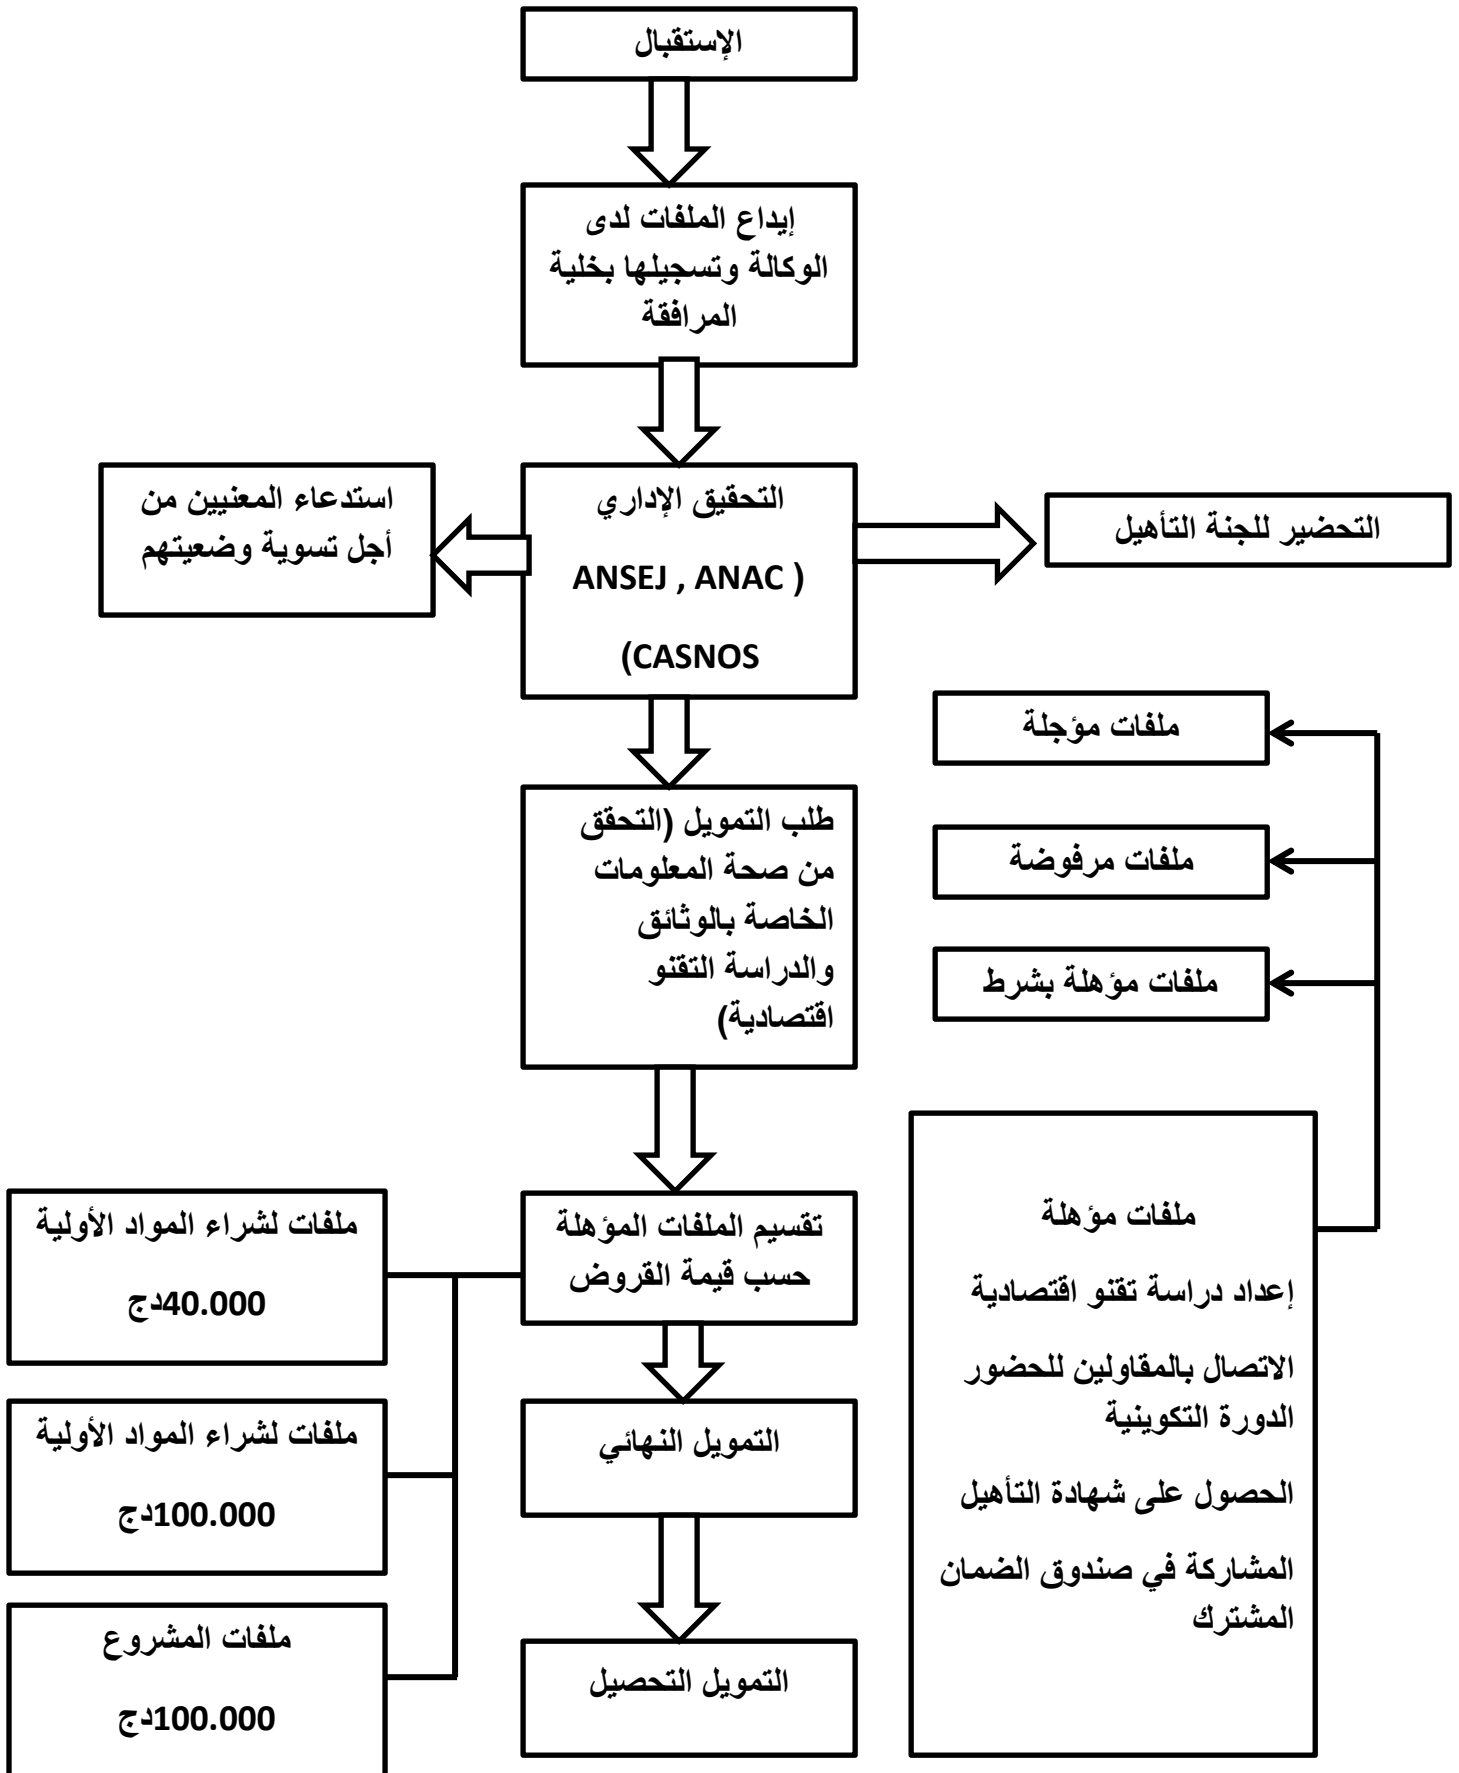 الإستقبال
إيداع الملفات لدى
الوكالة وتسجيلها بخلية
المرافقة
التحقيق الإداري
ANSEJ , ANAC )
(CASNOS
التحضير للجنة التأهيل
استدعاء المعنيين من
أجل تسوية وضعيتهم
ملفات مؤجلة
ملفات مرفوضة
ملفات مؤهلة بشرط
طلب التمويل (التحقق
من صحة المعلومات
الخاصة بالوثائق
والدراسة التقنو
اقتصادية)
ملفات مؤهلة
إعداد دراسة تقنو اقتصادية
الاتصال بالمقاولين للحضور
الدورة التكوينية
الحصول على شهادة التأهيل
المشاركة في صندوق الضمان
المشترك
تقسيم الملفات المؤهلة
حسب قيمة القروض
ملفات لشراء المواد الأولية
40.000دج
ملفات لشراء المواد الأولية
100.000دج
ملفات المشروع
100.000دج
التمويل النهائي
التمويل التحصيل